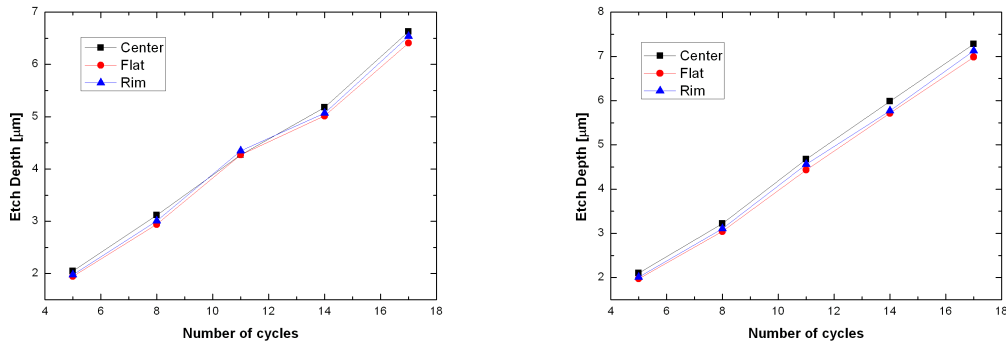 7
6
5
4
3
2
4 6 8 10 12 14 16 18
Etch Depth [μm]
Number of cycles
Center
Flat
Rim
8
7
6
5
4
3
2
4 6 8 10 12 14 16 18
Etch Depth [μm]
Number of cycles
Center
Flat
Rim